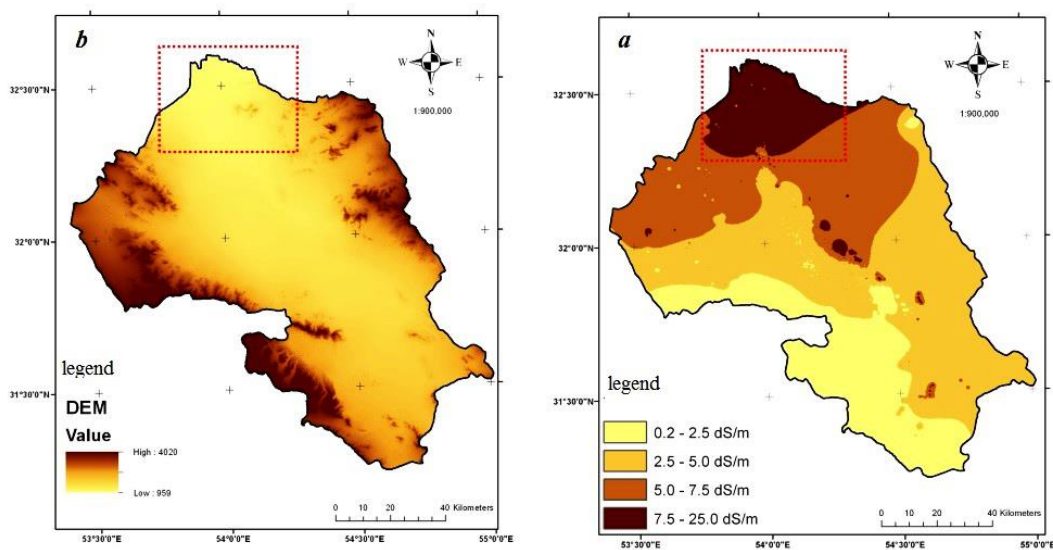 b
N
W E
S
1:900,000
32°30'0"N
32°0'0"N
31°30'0"N
legend
DEM
Value
High : 4020
Low : 959
0 10 20 40 Kilometers
53°30'0"E 54°0'0"E 54°30'0"E 55°0'0"E
a
N
W E
S
1:900,000
32°30'0"N
32°0'0"N
31°30'0"N
legend
0.2 - 2.5 dS/m
2.5 - 5.0 dS/m
5.0 - 7.5 dS/m
7.5 - 25.0 dS/m
0 10 20 40 Kilometers
53°30'0"E 54°0'0"E 54°30'0"E 55°0'0"E